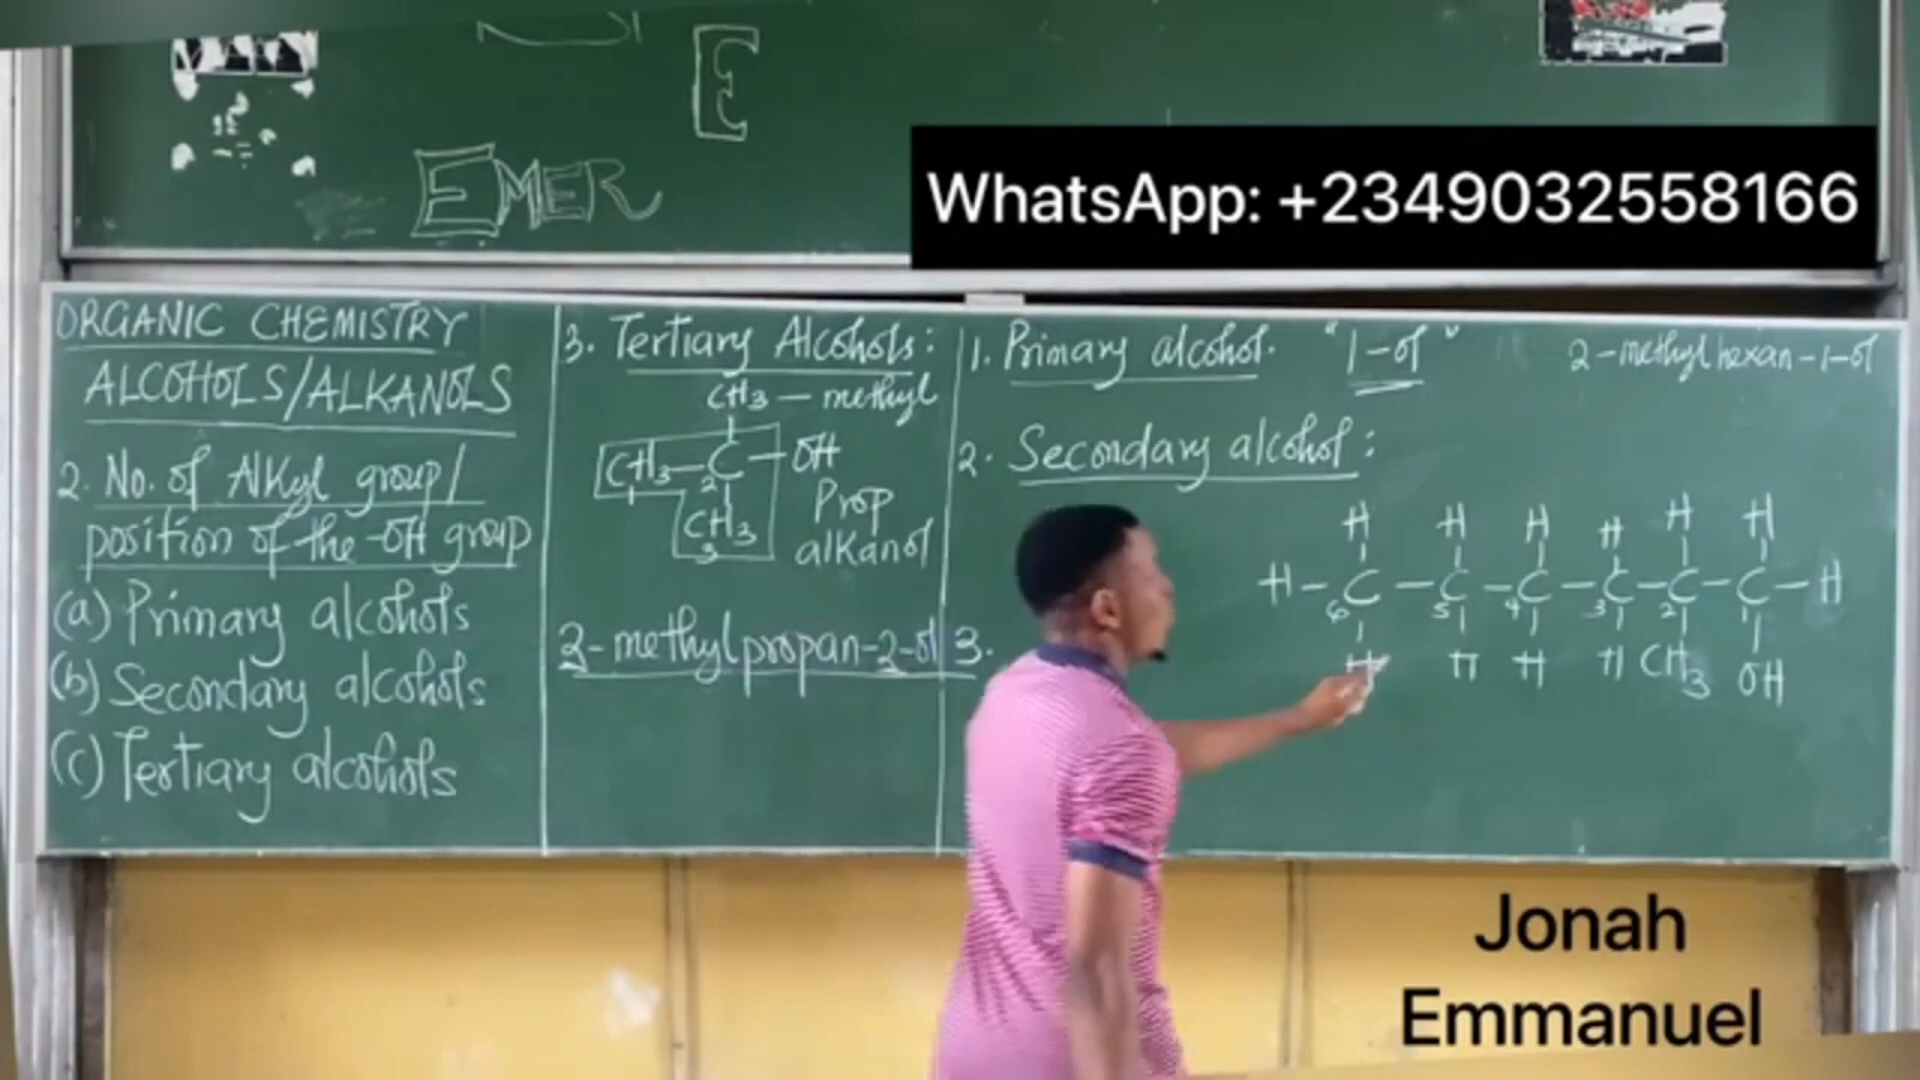 E
EMER
WhatsApp: +2349032558166
ORGANIC CHEMISTRY
ALCOHOLS/ALKANOLS
2. No. of Alkyl group/
position of the -OH group
(a) Primary alcohols
(b) Secondary alcohols
(c) Tertiary alcohols
3. Tertiary Alcohols:
CH3 — methyl
CH3—C—OH
1 2
CH3
3
Prop
alkanol
2-methylpropan-2-ol
1. Primary alcohol. "1-ol" 2-methylhexan-1-ol
2. Secondary alcohol:
H H H H H H
H-C-C-C-C-C-C-H
6 5 4 3 2 1
H H H H CH3 OH
3.
Jonah
Emmanuel